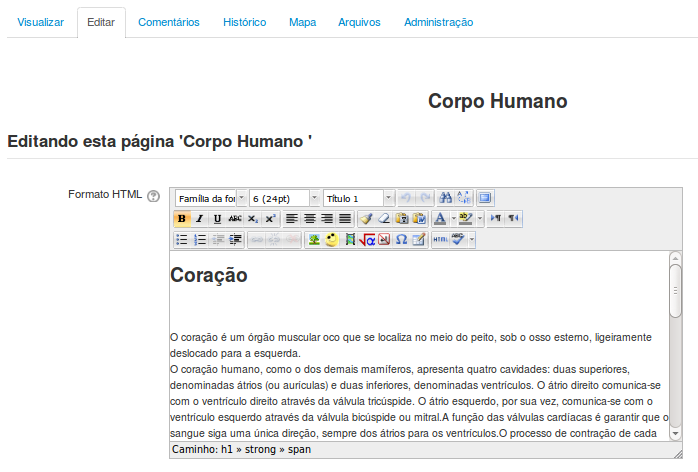 Visualizar Editar Comentários Histórico Mapa Arquivos Administração
Corpo Humano
Editando esta página 'Corpo Humano '
Formato HTML
Família da for 6 (24pt) Título 1
B I U ABC x₂ x²
A ab
Ω HTML ABC
Coração
O coração é um órgão muscular oco que se localiza no meio do peito, sob o osso esterno, ligeiramente
deslocado para a esquerda.
O coração humano, como o dos demais mamíferos, apresenta quatro cavidades: duas superiores,
denominadas átrios (ou aurículas) e duas inferiores, denominadas ventrículos. O átrio direito comunica-se
com o ventrículo direito através da válvula tricúspide. O átrio esquerdo, por sua vez, comunica-se com o
ventrículo esquerdo através da válvula bicúspide ou mitral.A função das válvulas cardíacas é garantir que o
sangue siga uma única direção, sempre dos átrios para os ventrículos.O processo de contração de cada
Caminho: h1 » strong » span